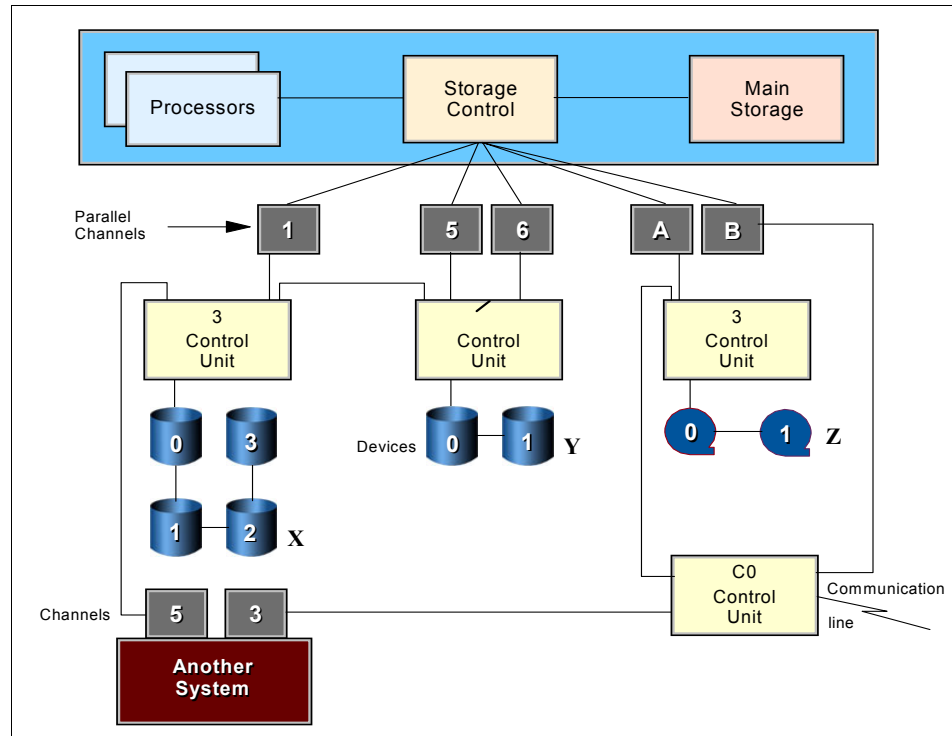 Processors
Storage
Control
Main
Storage
Parallel
Channels
1
5
6
A
B
3
Control
Unit
Control
Unit
3
Control
Unit
0
3
Devices
0
1
Y
0
1
Z
1
2
X
Channels
5
3
C0
Control
Unit
Communication
line
Another
System